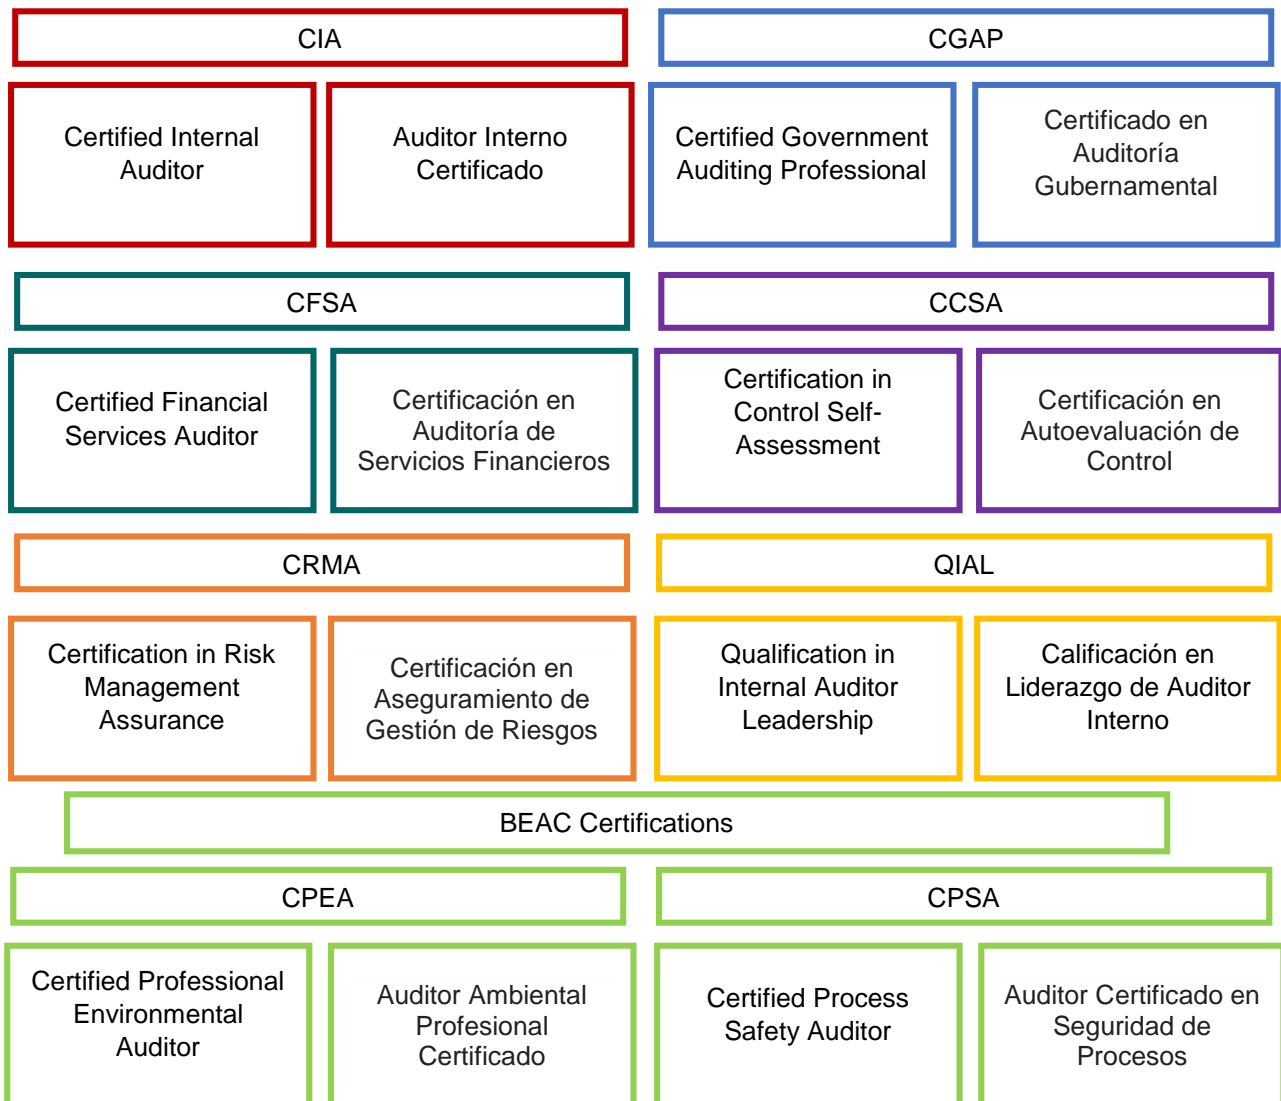 CIA
CGAP
Certified Internal
Auditor
Auditor Interno
Certificado
Certified Government
Auditing Professional
Certificado en
Auditoría
Gubernamental
CFSA
CCSA
Certified Financial
Services Auditor
Certificación en
Auditoría de
Servicios Financieros
Certification in
Control Self-
Assessment
Certificación en
Autoevaluación de
Control
CRMA
QIAL
Certification in Risk
Management
Assurance
Certificación en
Aseguramiento de
Gestión de Riesgos
Qualification in
Internal Auditor
Leadership
Calificación en
Liderazgo de Auditor
Interno
BEAC Certifications
CPEA
CPSA
Certified Professional
Environmental
Auditor
Auditor Ambiental
Profesional
Certificado
Certified Process
Safety Auditor
Auditor Certificado en
Seguridad de
Procesos